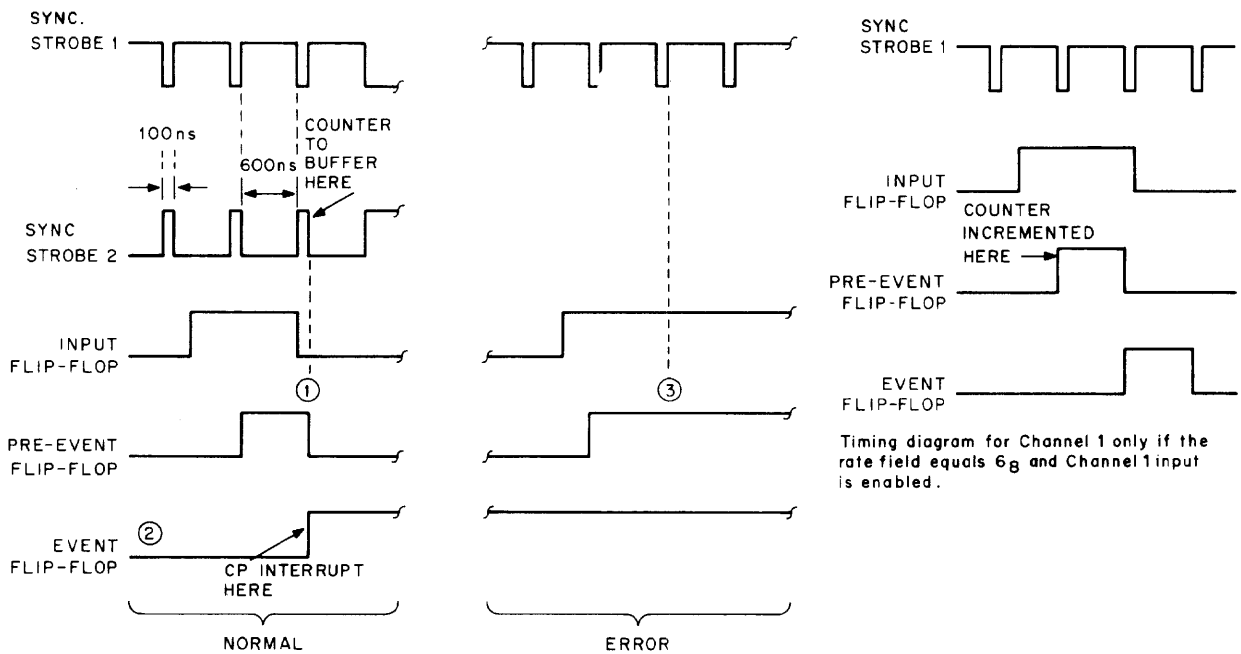 SYNC.
STROBE 1
100ns
600ns
COUNTER
TO
BUFFER
HERE
SYNC
STROBE 2
INPUT
FLIP-FLOP
1
PRE-EVENT
FLIP-FLOP
2
EVENT
FLIP-FLOP
CP INTERRUPT
HERE
NORMAL
3
ERROR
SYNC
STROBE 1
INPUT
FLIP-FLOP
COUNTER
INCREMENTED
HERE
PRE-EVENT
FLIP-FLOP
EVENT
FLIP-FLOP
Timing diagram for Channel 1 only if the
rate field equals 6₈ and Channel 1 input
is enabled.